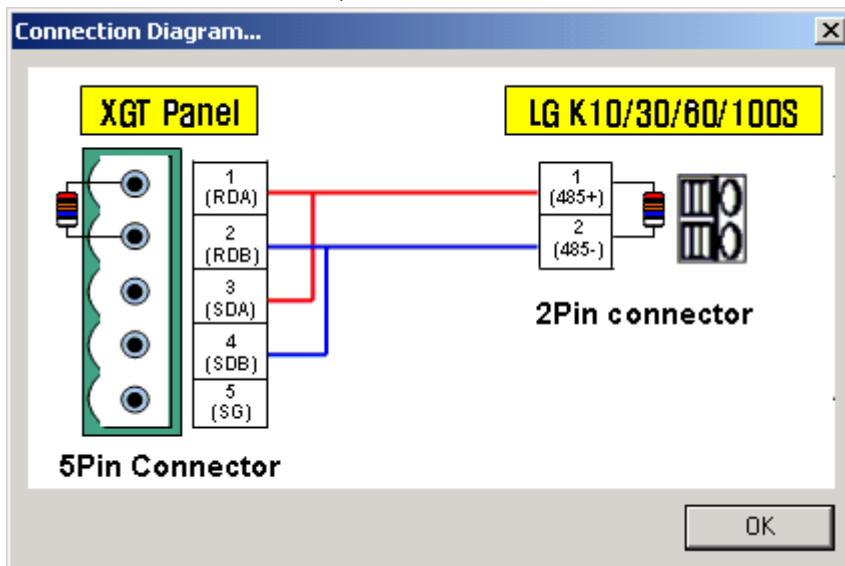 Connection Diagram...
XGT Panel
LG K10/30/60/100S
1
(RDA)
2
(RDB)
3
(SDA)
4
(SDB)
5
(SG)
1
(485+)
2
(485-)
2Pin connector
5Pin Connector
OK